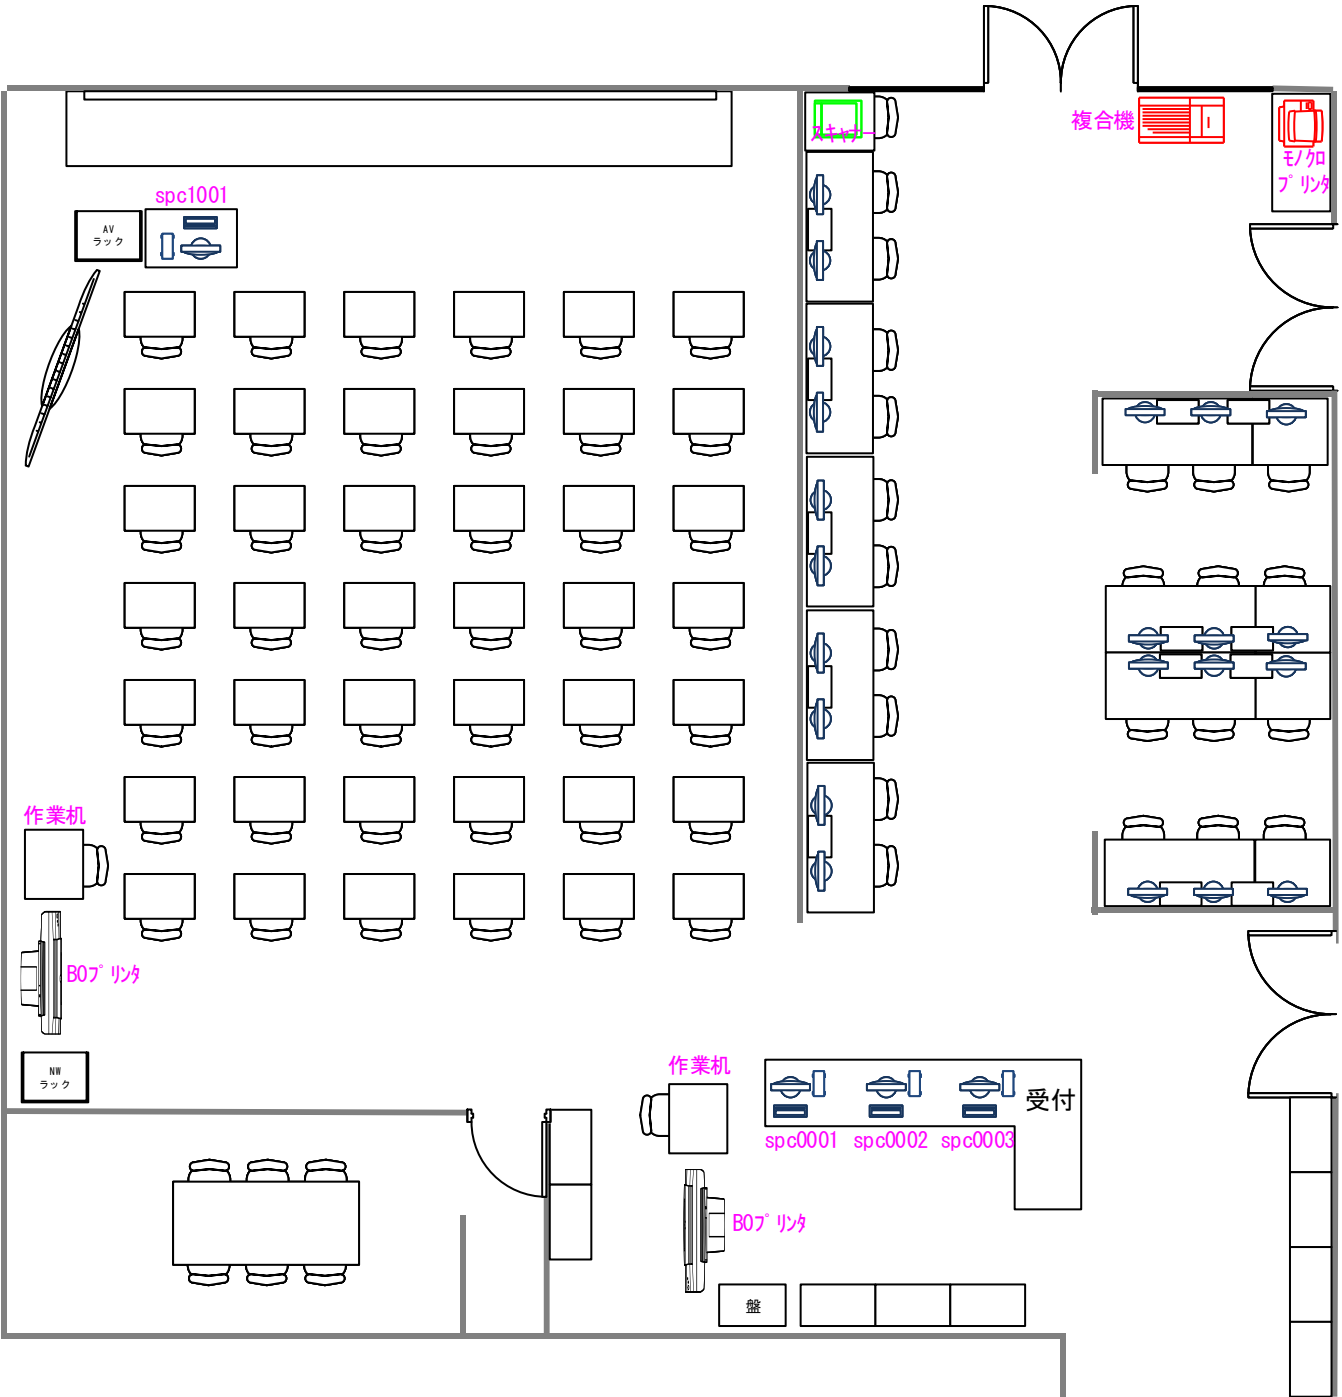 複合機
スキャナー
モノクロ
プリンタ
spc1001
AV
ラック
作業机
B0プリンタ
NW
ラック
作業机
受付
spc0001 spc0002 spc0003
B0プリンタ
盤